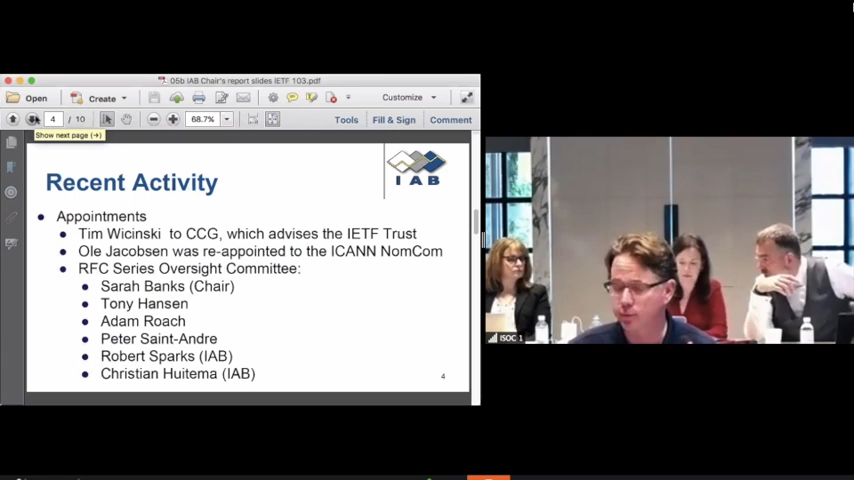 05b IAB Chair's report slides IETF 103.pdf
Open Create Customize
4 / 10 68.7% Tools Fill & Sign Comment
Show next page (→)
IAB
Recent Activity
Appointments
Tim Wicinski to CCG, which advises the IETF Trust
Ole Jacobsen was re-appointed to the ICANN NomCom
RFC Series Oversight Committee:
Sarah Banks (Chair)
Tony Hansen
Adam Roach
Peter Saint-Andre
Robert Sparks (IAB)
Christian Huitema (IAB)
4
ISOC 1